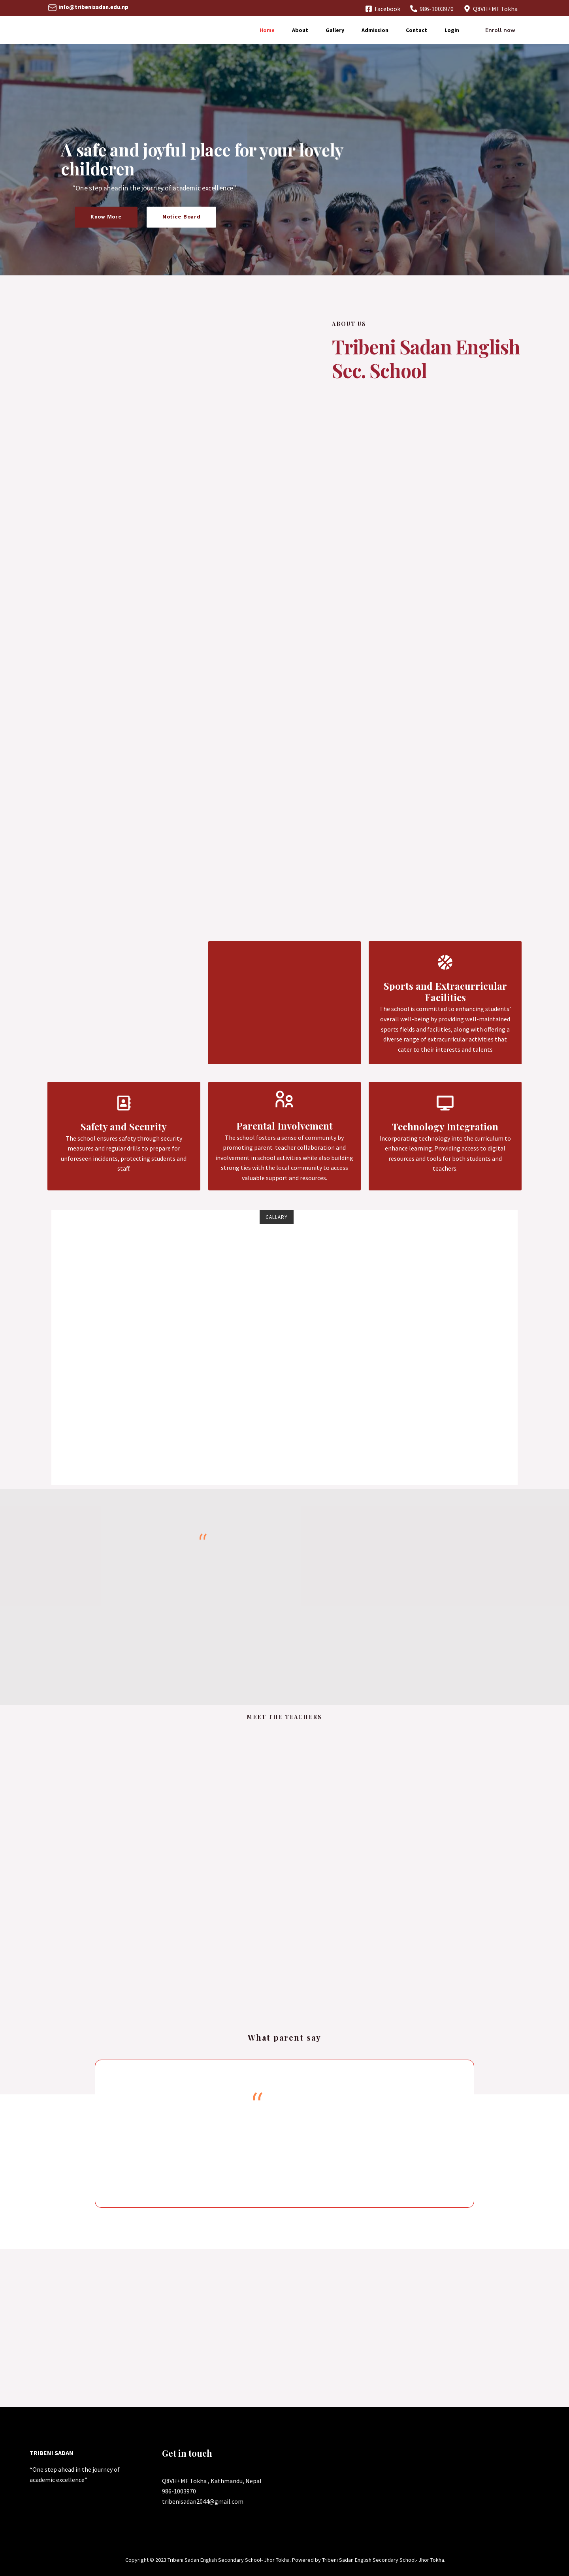 info@tribenisadan.edu.np
Facebook 986-1003970 Q8VH+MF Tokha
Home About Gallery Admission Contact Login Enroll now
A safe and joyful place for your lovely
childeren
"One step ahead in the journey of academic excellence"
Know More Notice Board
ABOUT US
Tribeni Sadan English
Sec. School
Sports and Extracurricular
Facilities
The school is committed to enhancing students'
overall well-being by providing well-maintained
sports fields and facilities, along with offering a
diverse range of extracurricular activities that
cater to their interests and talents
Safety and Security
The school ensures safety through security
measures and regular drills to prepare for
unforeseen incidents, protecting students and
staff.
Parental Involvement
The school fosters a sense of community by
promoting parent-teacher collaboration and
involvement in school activities while also building
strong ties with the local community to access
valuable support and resources.
Technology Integration
Incorporating technology into the curriculum to
enhance learning. Providing access to digital
resources and tools for both students and
teachers.
GALLARY
“
MEET THE TEACHERS
What parent say
“
TRIBENI SADAN
“One step ahead in the journey of
academic excellence”
Get in touch
Q8VH+MF Tokha , Kathmandu, Nepal
986-1003970
tribenisadan2044@gmail.com
Copyright © 2023 Tribeni Sadan English Secondary School- Jhor Tokha. Powered by Tribeni Sadan English Secondary School- Jhor Tokha.